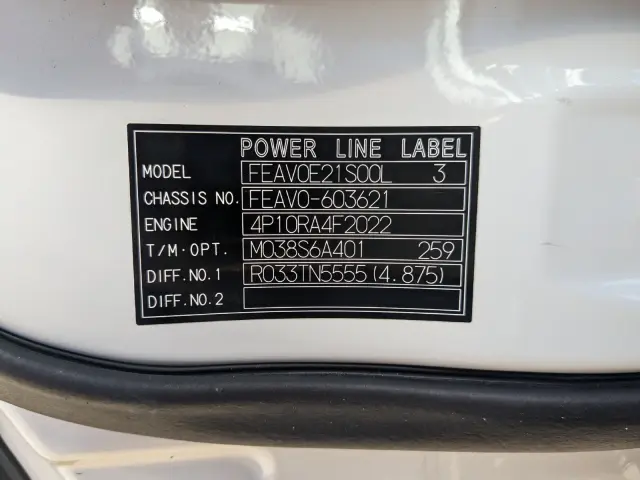 POWER LINE LABEL
MODEL FEAV0E21S00L 3
CHASSIS NO. FEAV0-603621
ENGINE 4P10RA4F2022
T/M·OPT. M038S6A401 259
DIFF.NO.1 R033TN5555(4.875)
DIFF.NO.2